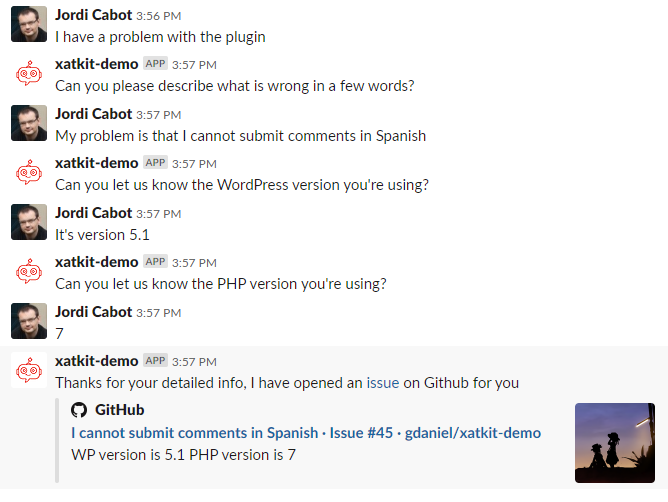 Jordi Cabot 3:56 PM
I have a problem with the plugin
xatkit-demo APP 3:57 PM
Can you please describe what is wrong in a few words?
Jordi Cabot 3:57 PM
My problem is that I cannot submit comments in Spanish
xatkit-demo APP 3:57 PM
Can you let us know the WordPress version you're using?
Jordi Cabot 3:57 PM
It's version 5.1
xatkit-demo APP 3:57 PM
Can you let us know the PHP version you're using?
Jordi Cabot 3:57 PM
7
xatkit-demo APP 3:57 PM
Thanks for your detailed info, I have opened an issue on Github for you
GitHub
I cannot submit comments in Spanish · Issue #45 · gdaniel/xatkit-demo
WP version is 5.1 PHP version is 7